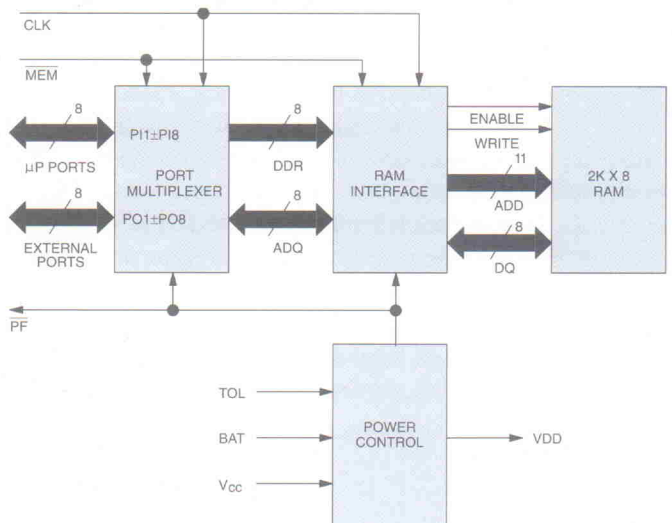 CLK
MEM
8
PI1±PI8
µP PORTS
8
PO1±PO8
EXTERNAL
PORTS
PORT
MULTIPLEXER
8
DDR
8
ADQ
RAM
INTERFACE
ENABLE
WRITE
11
ADD
8
DQ
2K X 8
RAM
PF
TOL
BAT
Vcc
POWER
CONTROL
VDD